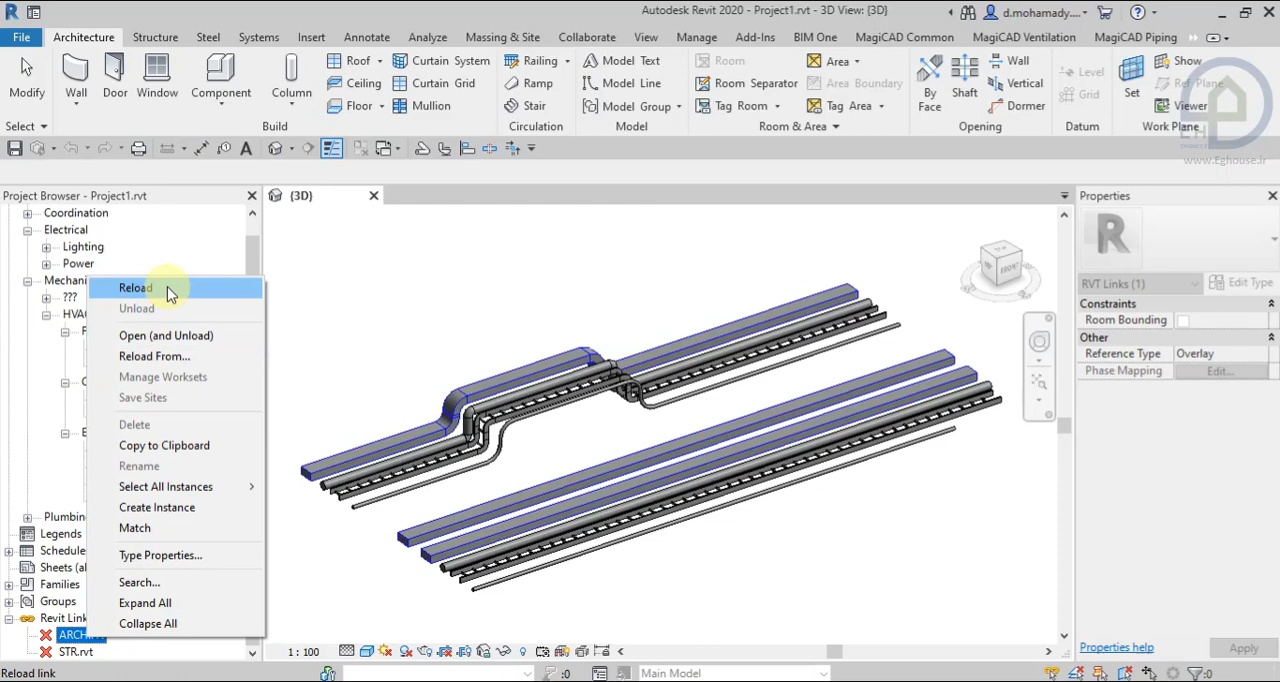 Autodesk Revit 2020 - Project1.rvt - 3D View: {3D}
d.mohamady....
File
Architecture
Structure
Steel
Systems
Insert
Annotate
Analyze
Massing & Site
Collaborate
View
Manage
Add-Ins
BIM One
MagiCAD Common
MagiCAD Ventilation
MagiCAD Piping
Modify
Wall
Door
Window
Component
Column
Roof
Ceiling
Floor
Curtain System
Curtain Grid
Mullion
Railing
Ramp
Stair
Model Text
Model Line
Model Group
Room
Room Separator
Tag Room
Area
Area Boundary
Tag Area
By
Face
Shaft
Wall
Vertical
Dormer
Level
Grid
Set
Show
Ref Plane
Viewer
Select
Build
Circulation
Model
Room & Area
Opening
Datum
Work Plane
www.Eghouse.ir
Project Browser - Project1.rvt
{3D}
Properties
Coordination
Electrical
Lighting
Power
Mechani
???
HVA
Plumbin
Legends
Schedule
Sheets (al
Families
Groups
Revit Link
ARCH
STR.rvt
Reload
Unload
Open (and Unload)
Reload From...
Manage Worksets
Save Sites
Delete
Copy to Clipboard
Rename
Select All Instances
Create Instance
Match
Type Properties...
Search...
Expand All
Collapse All
FRONT
RVT Links (1)
Edit Type
Constraints
Room Bounding
Other
Reference Type
Overlay
Phase Mapping
Edit...
Properties help
Apply
1 : 100
Reload link
:0
Main Model
:0